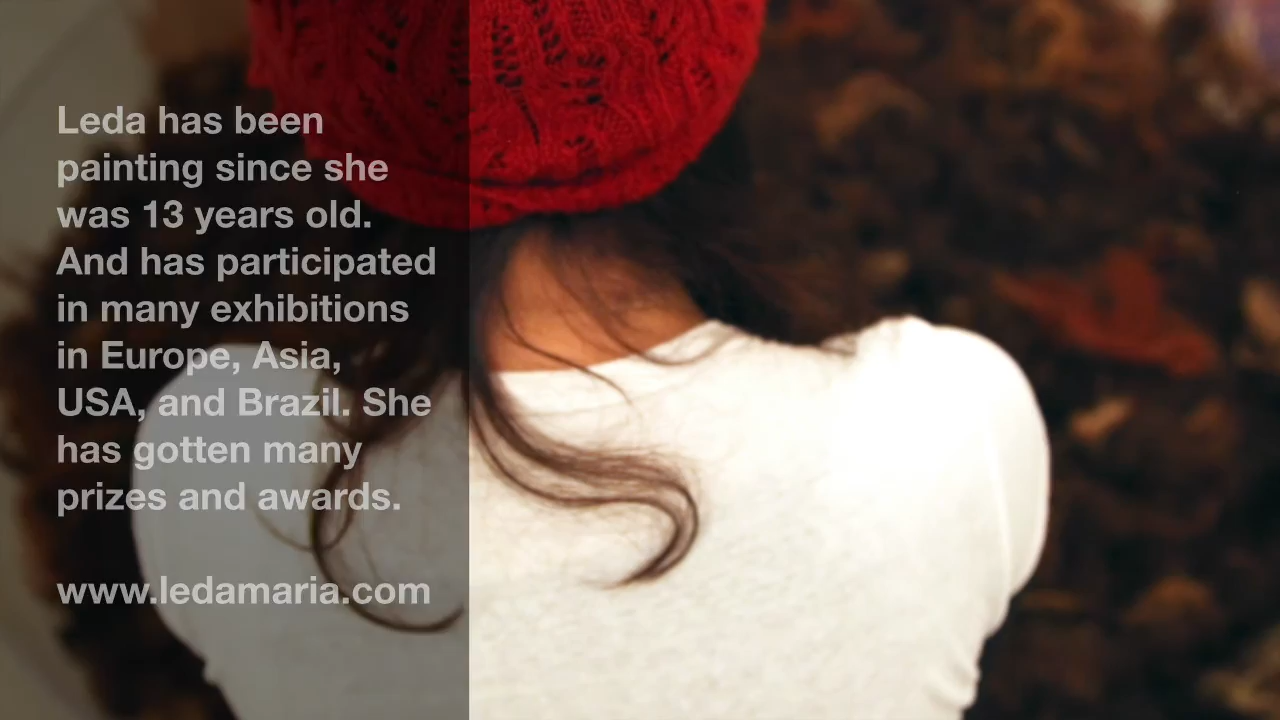 Leda has been
painting since she
was 13 years old.
And has participated
in many exhibitions
in Europe, Asia,
USA, and Brazil. She
has gotten many
prizes and awards.
www.ledamaria.com